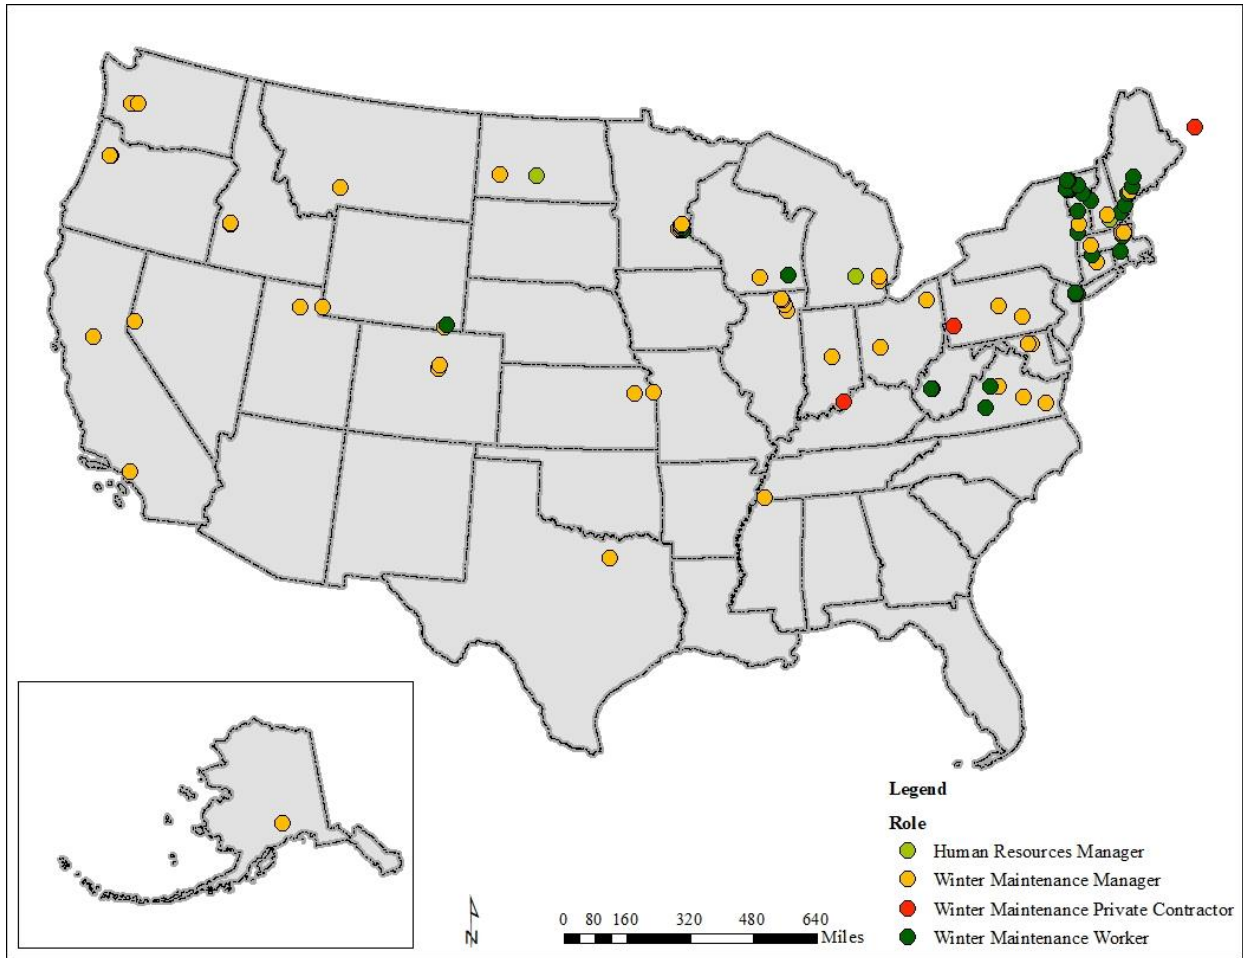 Legend
Role
Human Resources Manager
Winter Maintenance Manager
Winter Maintenance Private Contractor
Winter Maintenance Worker
N
0 80 160 320 480 640
Miles